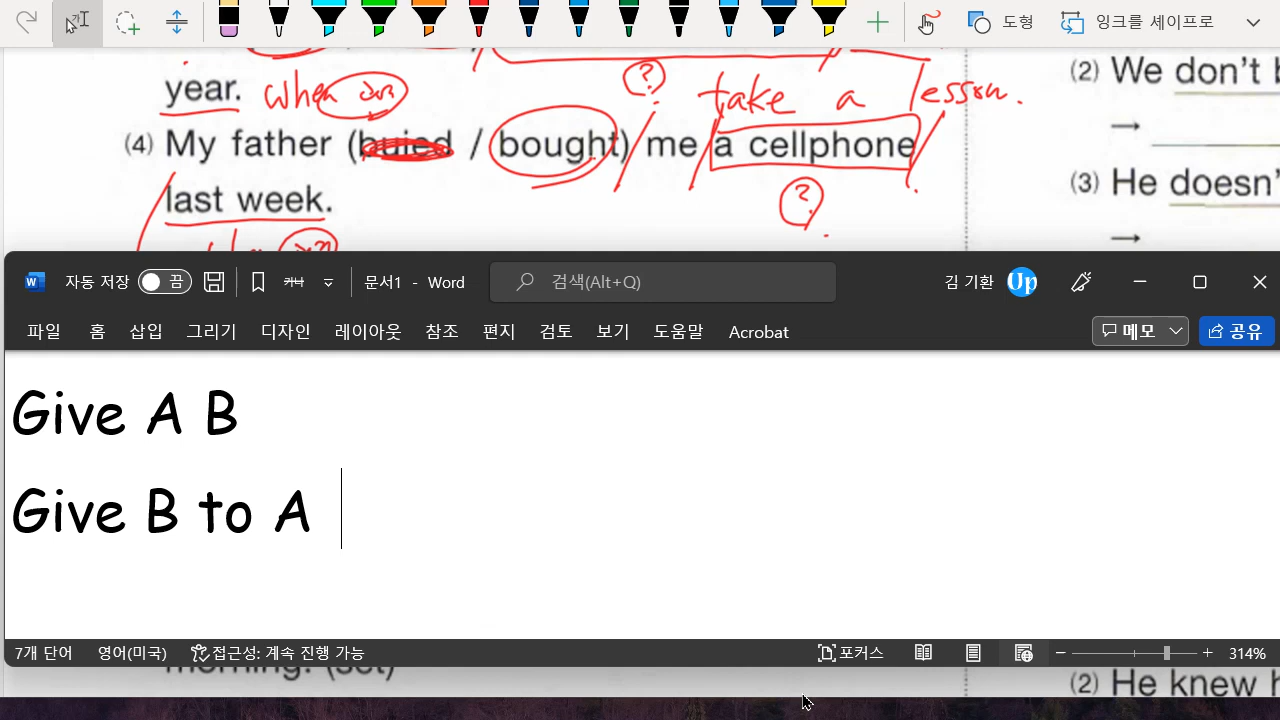 도형
잉크를 셰이프로
year. when
take a lesson.
(4) My father (buied / bought) me a cellphone
last week.
(2) We don't
→
(3) He doesn'
→
자동 저장 끔 가나 문서1 - Word 검색(Alt+Q) 김 기환 Up
파일 홈 삽입 그리기 디자인 레이아웃 참조 편지 검토 보기 도움말 Acrobat 메모 공유
Give A B
Give B to A
7개 단어 영어(미국) 접근성: 계속 진행 가능 포커스 314%
morning? (set)
(2) He knew